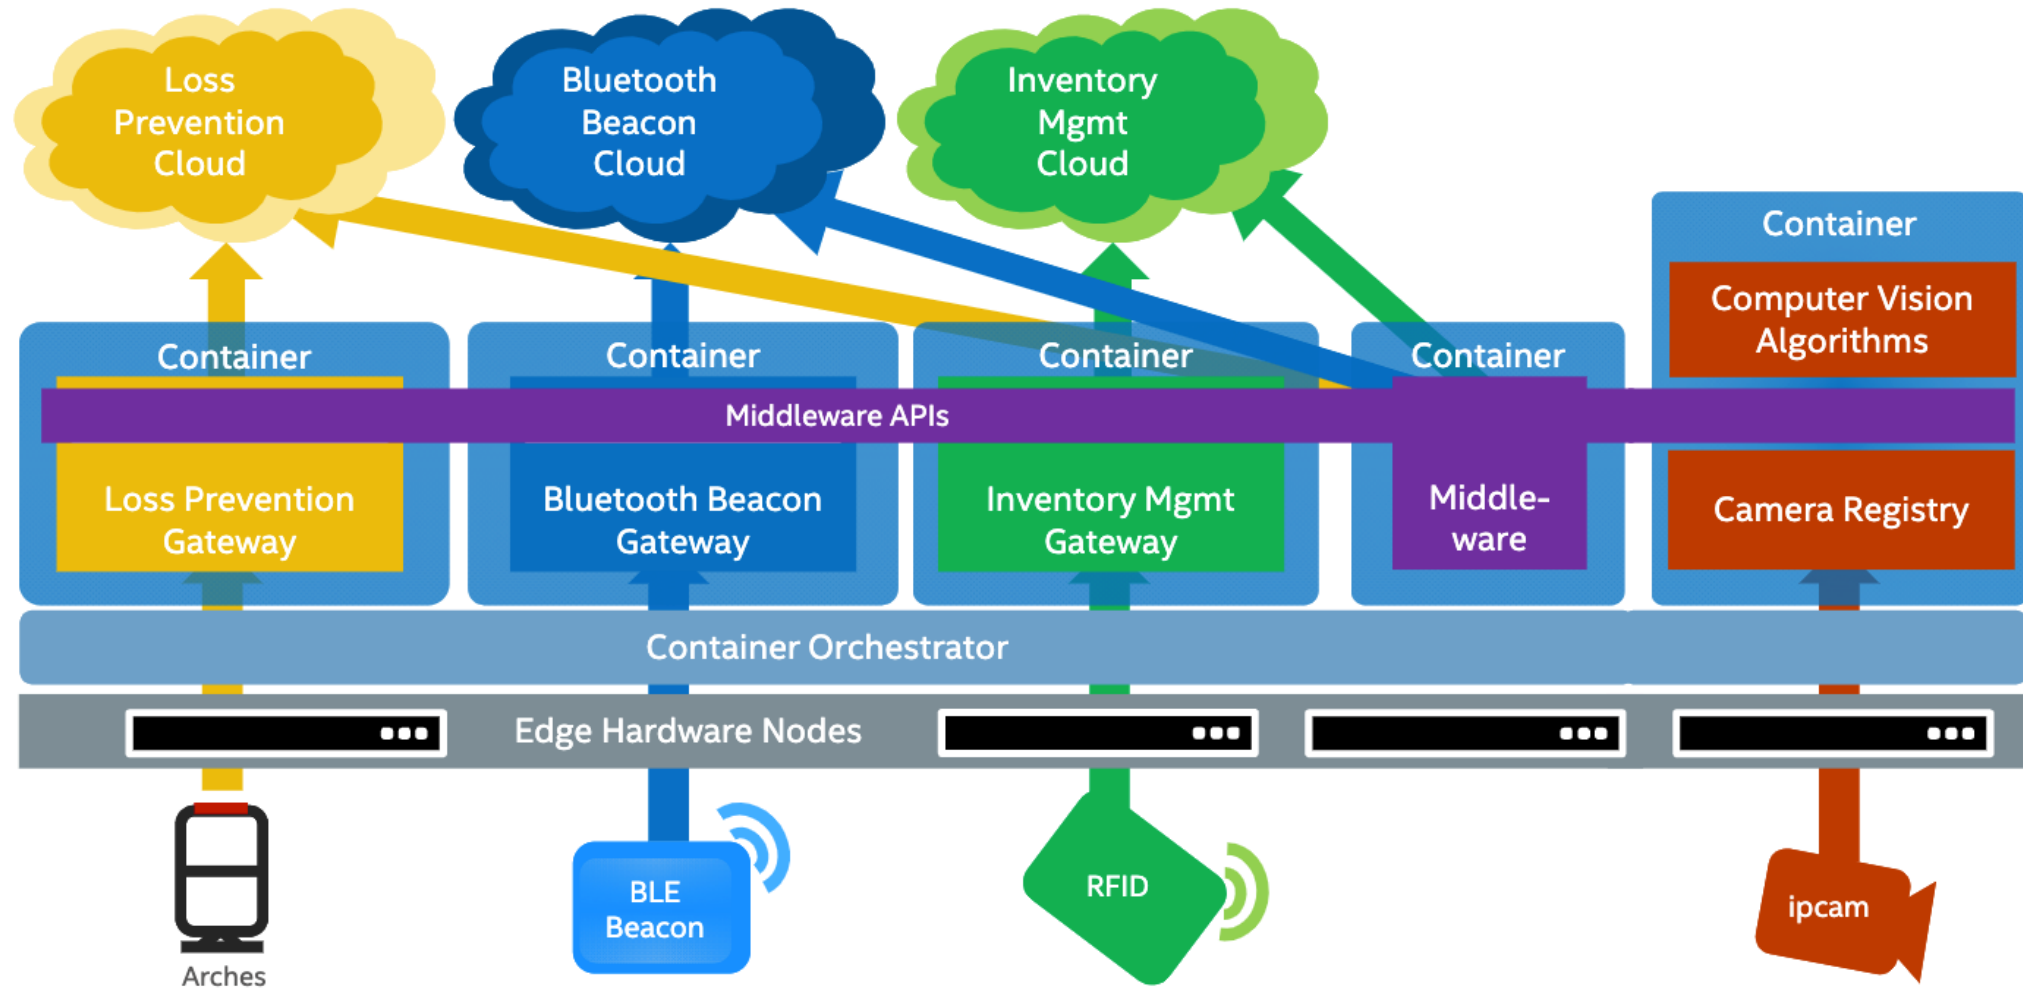 Loss
Prevention
Cloud
Bluetooth
Beacon
Cloud
Inventory
Mgmt
Cloud
Container
Computer Vision
Algorithms
Container
Container
Container
Container
Middleware APIs
Loss Prevention
Gateway
Bluetooth Beacon
Gateway
Inventory Mgmt
Gateway
Middle-
ware
Camera Registry
Container Orchestrator
Edge Hardware Nodes
Arches
BLE
Beacon
RFID
ipcam